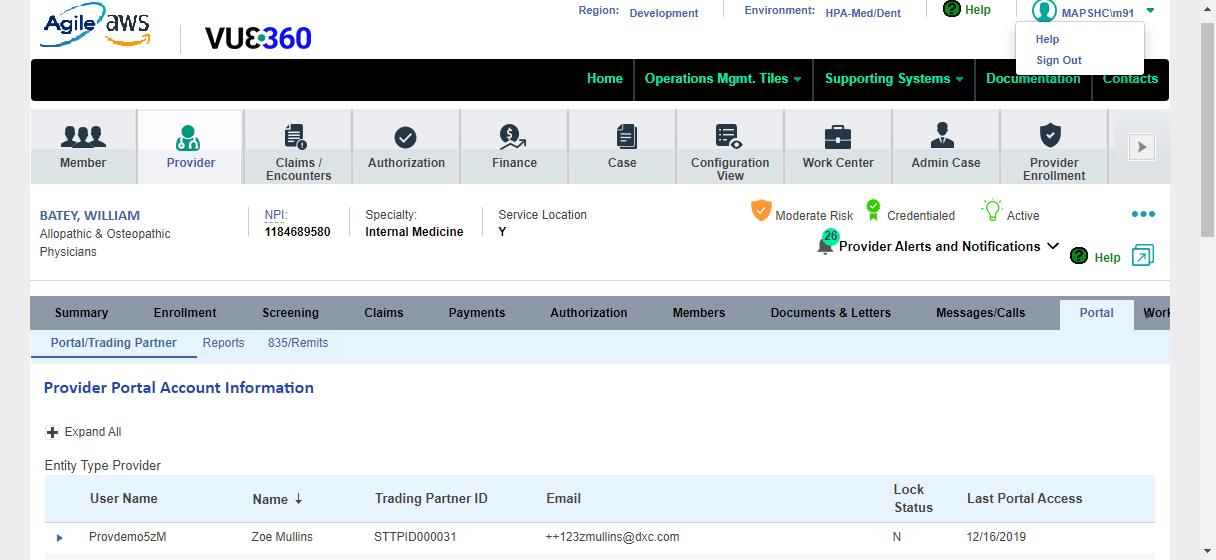 Agile aws
VUE360
Region: Development
Environment: HPA-Med/Dent
? Help
MAPSHC\m91
Help
Sign Out
Home
Operations Mgmt. Tiles
Supporting Systems
Documentation
Contacts
Member
Provider
Claims /
Encounters
Authorization
Finance
Case
Configuration
View
Work Center
Admin Case
Provider
Enrollment
BATEY, WILLIAM
Allopathic & Osteopathic
Physicians
NPI:
1184689580
Specialty:
Internal Medicine
Service Location
Y
Moderate Risk
Credentialed
Active
26
Provider Alerts and Notifications
? Help
Summary
Enrollment
Screening
Claims
Payments
Authorization
Members
Documents & Letters
Messages/Calls
Portal
Work
Portal/Trading Partner
Reports
835/Remits
Provider Portal Account Information
Expand All
Entity Type Provider
User Name
Name ↓
Trading Partner ID
Email
Lock
Status
Last Portal Access
Provdemo5zM
Zoe Mullins
STTPID000031
++123zmullins@dxc.com
N
12/16/2019